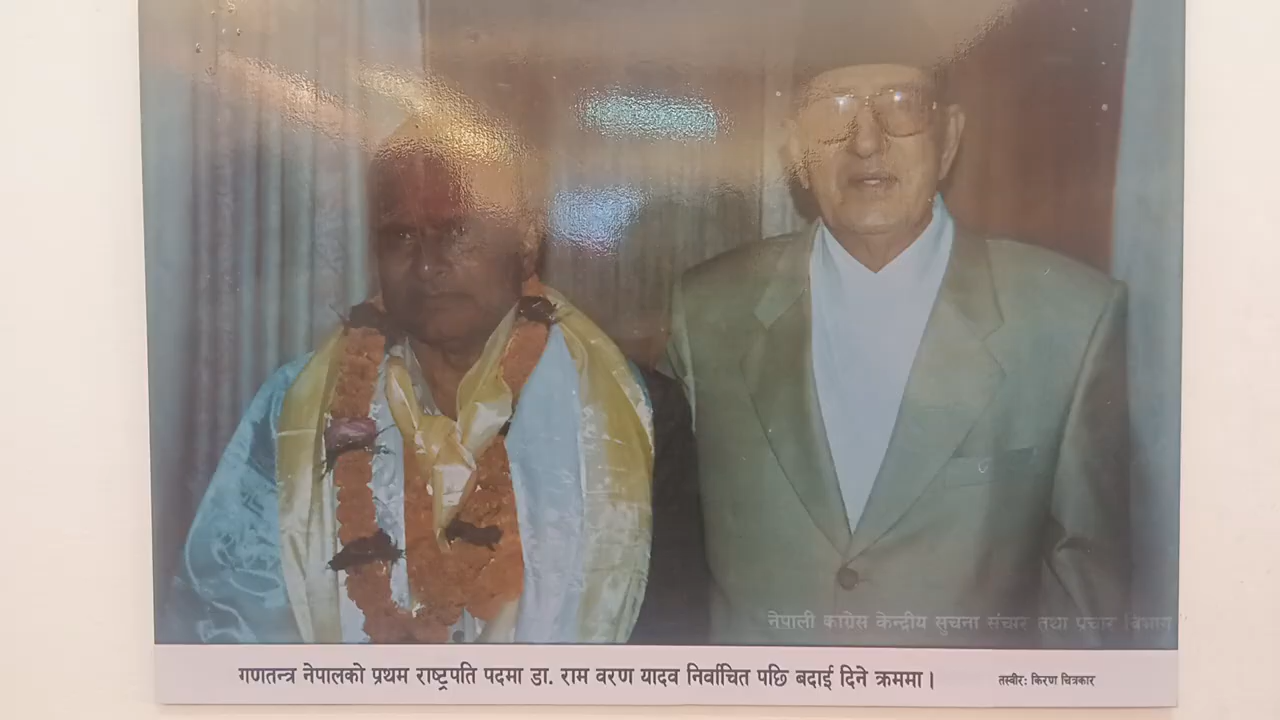 नेपाली कांग्रेस केन्द्रीय सुचना संचार तथा प्रचार विभाग
गणतन्त्र नेपालको प्रथम राष्ट्रपति पदमा डा. राम वरण यादव निर्वाचित पछि बदाई दिने क्रममा ।
तस्वीरः किरण चित्रकार